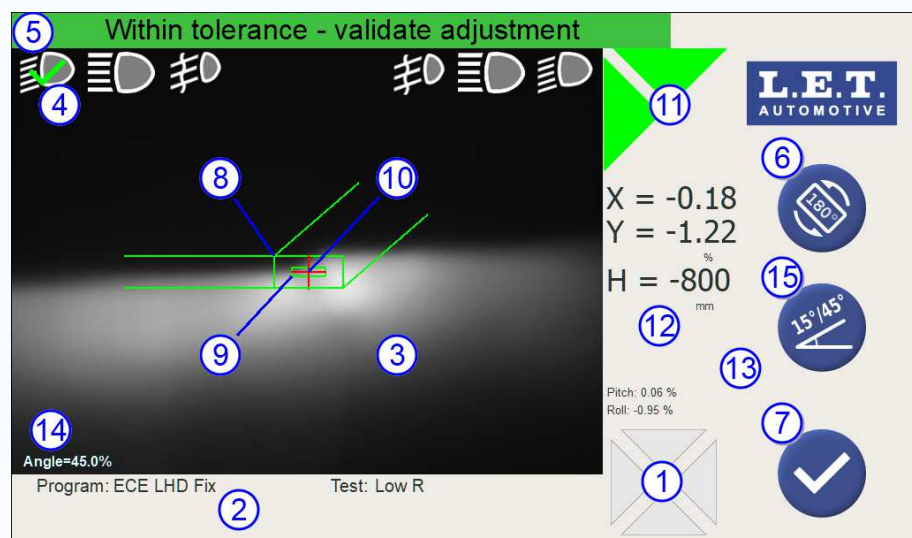 Within tolerance - validate adjustment
5
4
11
L.E.T.
AUTOMOTIVE
8
10
6
180°
X = -0.18
Y = -1.22
%
H = -800
mm
15
15°/45°
12
9
3
13
Pitch: 0.06 %
Roll: -0.95 %
14
Angle=45.0%
7
1
Program: ECE LHD Fix
Test: Low R
2